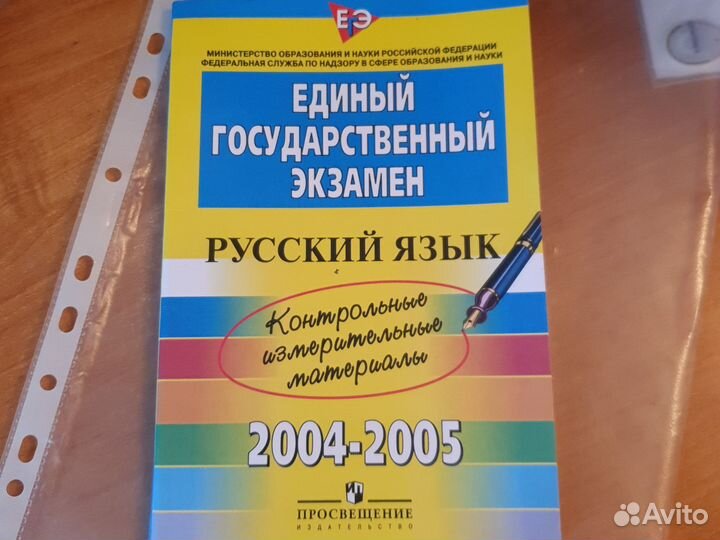 ЕГЭ
МИНИСТЕРСТВО ОБРАЗОВАНИЯ И НАУКИ РОССИЙСКОЙ ФЕДЕРАЦИИ
ФЕДЕРАЛЬНАЯ СЛУЖБА ПО НАДЗОРУ В СФЕРЕ ОБРАЗОВАНИЯ И НАУКИ
ЕДИНЫЙ
ГОСУДАРСТВЕННЫЙ
ЭКЗАМЕН
РУССКИЙ ЯЗЫК
Контрольные
измерительные
материалы
2004-2005
ПРОСВЕЩЕНИЕ
ИЗДАТЕЛЬСТВО
Avito